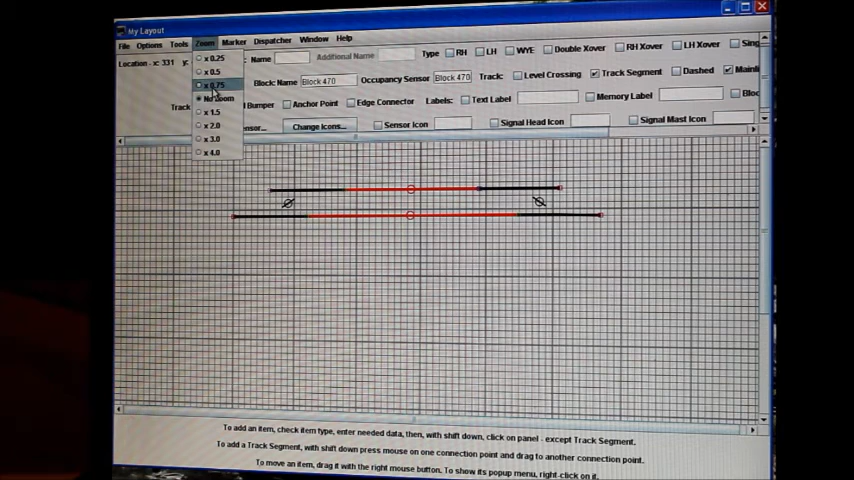 My Layout
File Options Tools Zoom Marker Dispatcher Window Help
Location - x: 331 y:
x 0.25
x 0.5
x 0.75
No Zoom
x 1.5
x 2.0
x 3.0
x 4.0
Name Additional Name Type RH LH WYE Double Xover RH Xover LH Xover Sing
Block: Name Block 470 Occupancy Sensor Block 470 Track: Level Crossing Track Segment Dashed Mainli
Track Bumper Anchor Point Edge Connector Labels: Text Label Memory Label Bloc
ensor... Change Icons... Sensor Icon Signal Head Icon Signal Mast Icon
To add an item, check item type, enter needed data, then, with shift down, click on panel - except Track Segment.
To add a Track Segment, with shift down press mouse on one connection point and drag to another connection point.
To move an item, drag it with the right mouse button. To show its popup menu, right-click on it.